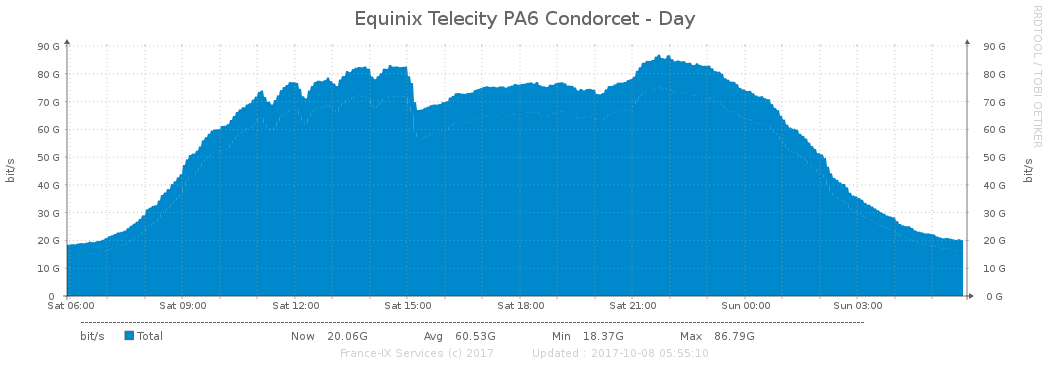 Equinix Telecity PA6 Condorcet - Day
RRDTOOL / TOBI OETIKER
bit/s
bit/s
90 G 90 G
80 G 80 G
70 G 70 G
60 G 60 G
50 G 50 G
40 G 40 G
30 G 30 G
20 G 20 G
10 G 10 G
0 0 G
Sat 06:00 Sat 09:00 Sat 12:00 Sat 15:00 Sat 18:00 Sat 21:00 Sun 00:00 Sun 03:00
bit/s Total Now 20.06G Avg 60.53G Min 18.37G Max 86.79G
France-IX Services (c) 2017 Updated : 2017-10-08 05:55:10